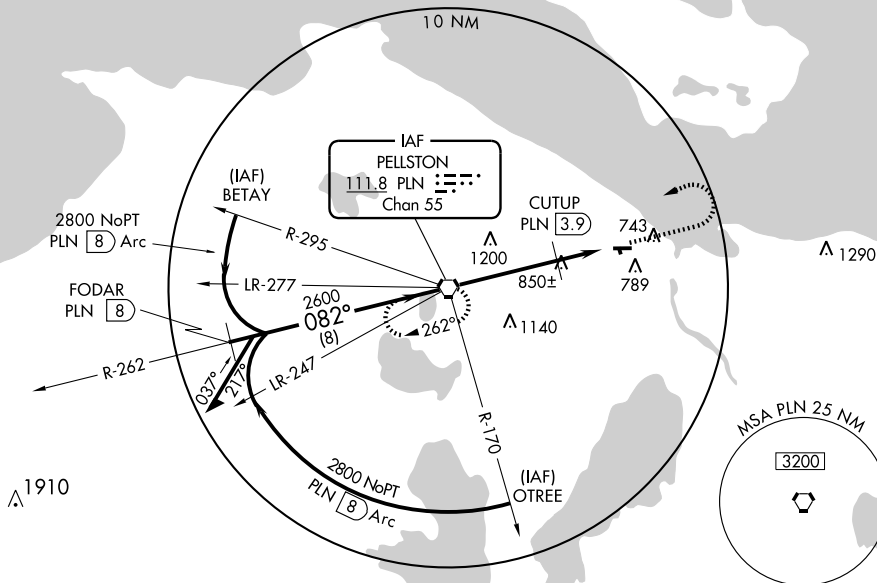 10 NM
IAF
PELLSTON
111.8 PLN
Chan 55
(IAF)
BETAY
CUTUP
PLN 3.9
743
2800 NoPT
PLN 8 Arc
R-295
1200
1290
850±
789
LR-277
FODAR
PLN 8
2600
082°
(8)
262°
1140
R-262
037°
217°
LR-247
R-170
MSA PLN 25 NM
3200
2800 NoPT
PLN 8 Arc
(IAF)
OTREE
1910